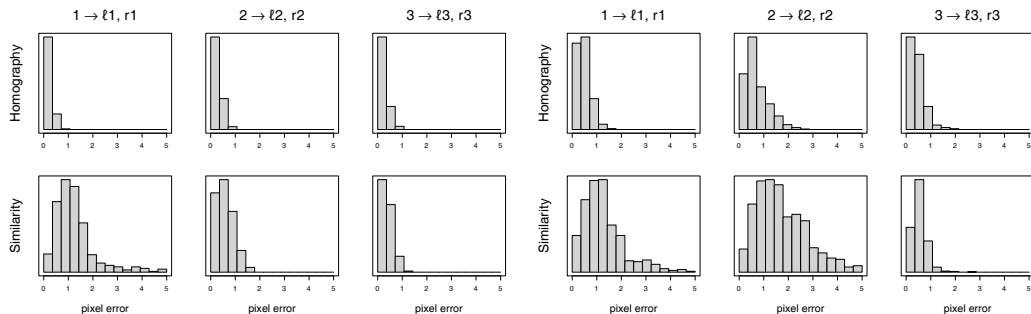 1 → ℓ1, r1 2 → ℓ2, r2 3 → ℓ3, r3 1 → ℓ1, r1 2 → ℓ2, r2 3 → ℓ3, r3
Homography Homography
0 1 2 3 4 5 0 1 2 3 4 5 0 1 2 3 4 5 0 1 2 3 4 5 0 1 2 3 4 5 0 1 2 3 4 5
Similarity Similarity
0 1 2 3 4 5 0 1 2 3 4 5 0 1 2 3 4 5 0 1 2 3 4 5 0 1 2 3 4 5 0 1 2 3 4 5
pixel error pixel error pixel error pixel error pixel error pixel error